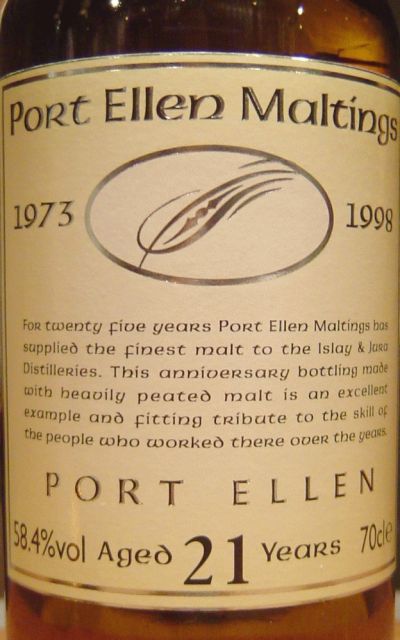 Port Ellen Maltings
1973 1998
For twenty five years Port Ellen Maltings has
supplied the finest malt to the Islay & Jura
Distilleries. This anniversary bottling made
with heavily peated malt is an excellent
example and fitting tribute to the skill of
the people who worked there over the years.
PORT ELLEN
58.4%vol Aged 21 Years 70cl e